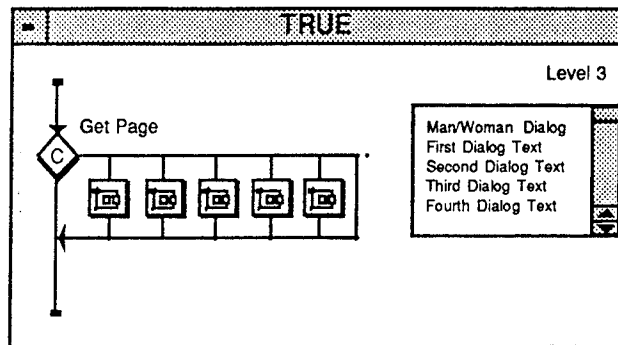 TRUE
Level 3
Get Page
C
Man/Woman Dialog
First Dialog Text
Second Dialog Text
Third Dialog Text
Fourth Dialog Text